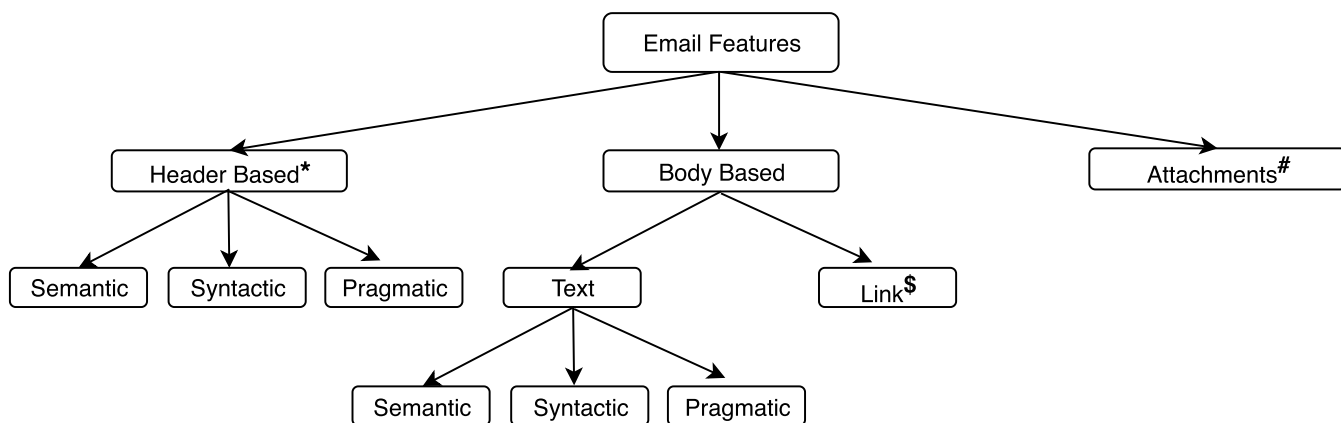 Email Features
Header Based*
Body Based
Attachments#
Semantic
Syntactic
Pragmatic
Text
Link$
Semantic
Syntactic
Pragmatic